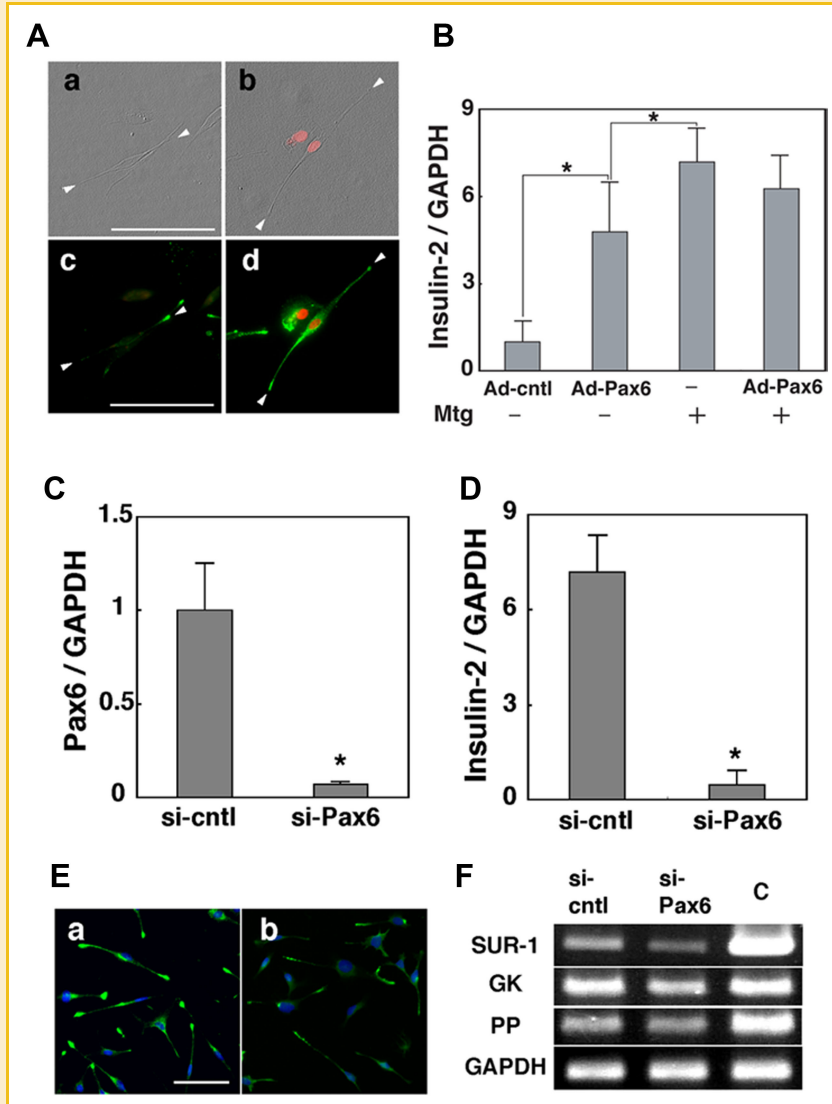 A
a
b
c
d
B
Insulin-2 / GAPDH
9
6
3
0
*
*
Ad-cntl Ad-Pax6 – Ad-Pax6
Mtg – – + +
C
Pax6 / GAPDH
1.5
1
0.5
0
*
si-cntl si-Pax6
D
Insulin-2 / GAPDH
9
6
3
0
*
si-cntl si-Pax6
E
a
b
F
si- si- C
cntl Pax6
SUR-1
GK
PP
GAPDH